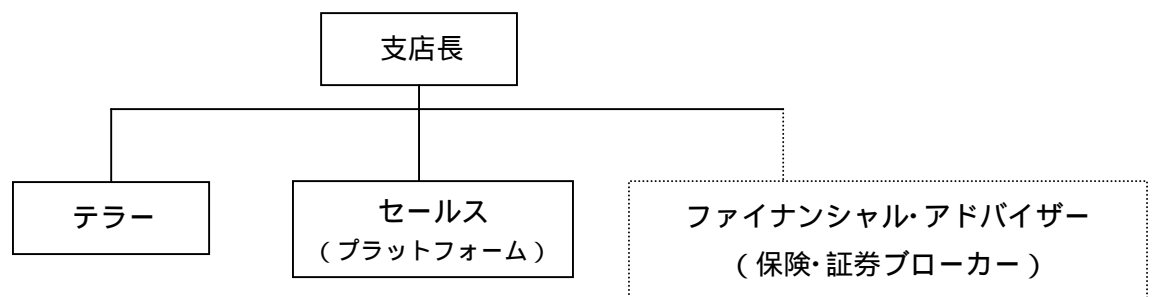 支店長
テラー
セールス
(プラットフォーム)
ファイナンシャル・アドバイザー
(保険・証券ブローカー)